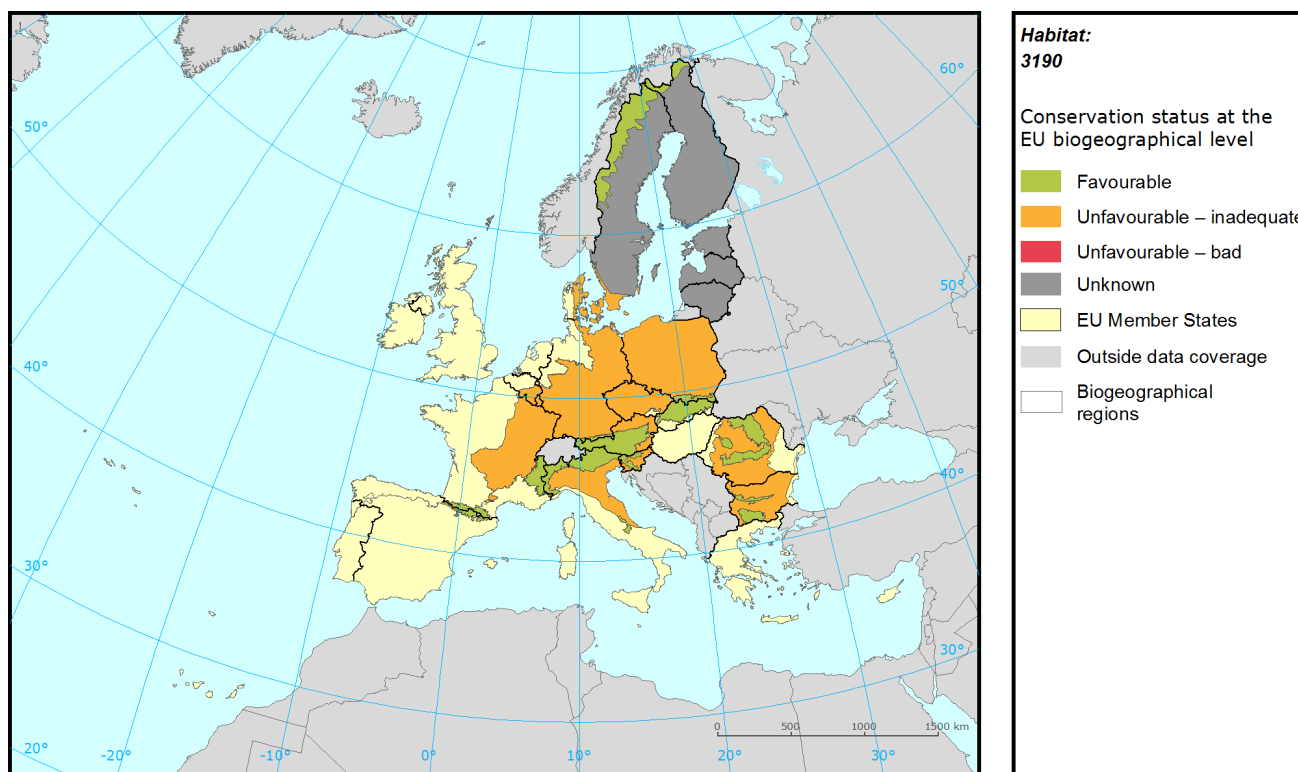 Habitat:
3190
Conservation status at the
EU biogeographical level
Favourable
Unfavourable – inadequate
Unfavourable – bad
Unknown
EU Member States
Outside data coverage
Biogeographical
regions
60°
50°
50°
40°
40°
30°
30°
20°
-20°
-10°
0°
10°
20°
30°
0 500 1000 1500 km